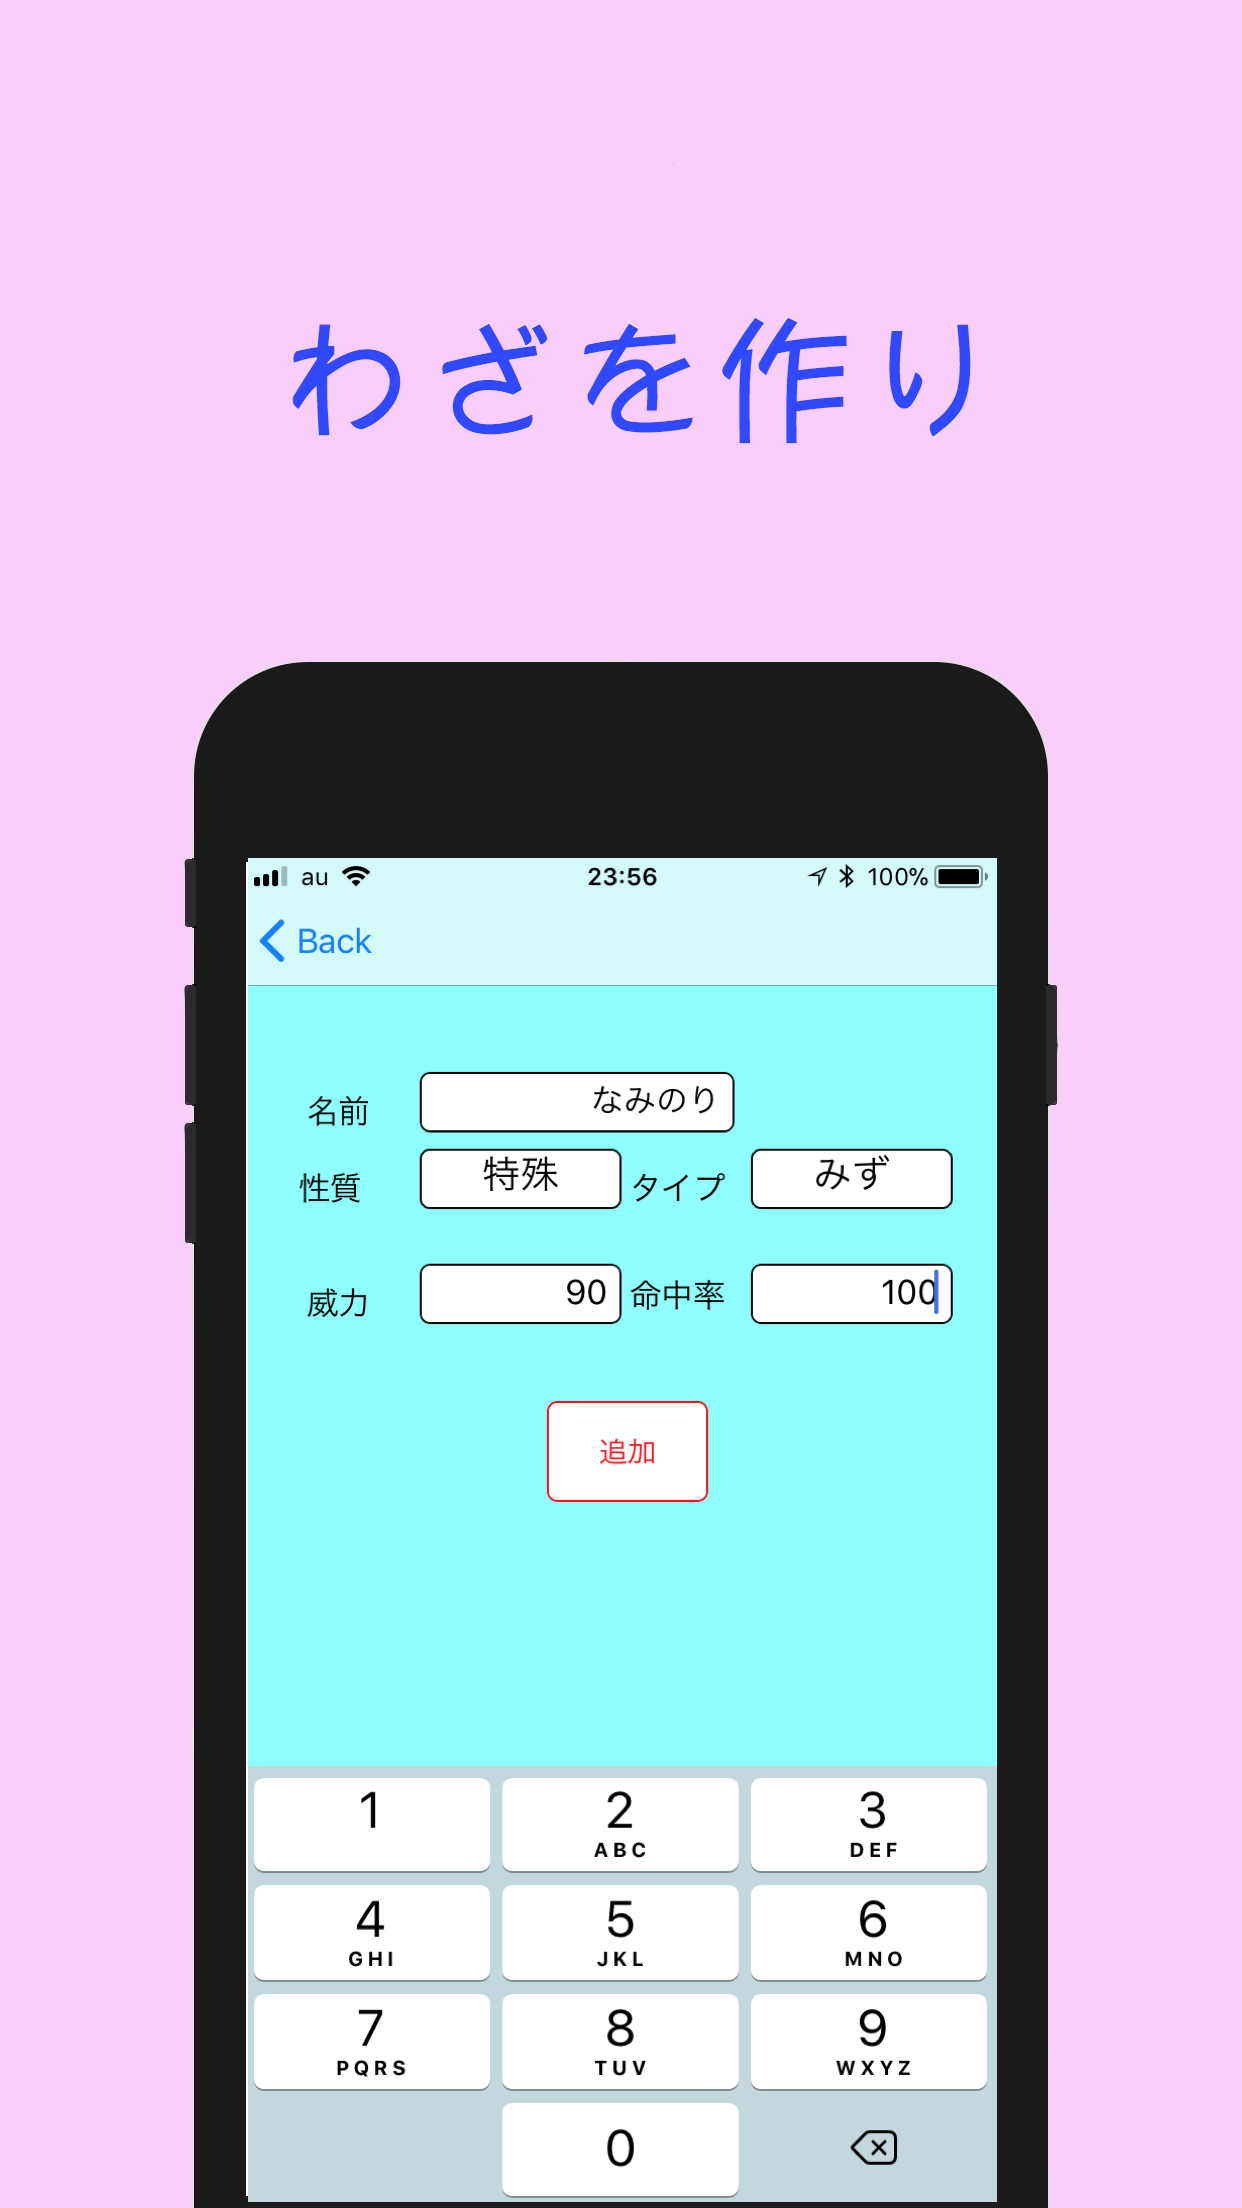 わざを作り
au 23:56 100%
Back
名前 なみのり
性質 特殊 タイプ みず
威力 90 命中率 100
追加
1 2 3
ABC DEF
4 5 6
GHI JKL MNO
7 8 9
PQRS TUV WXYZ
0